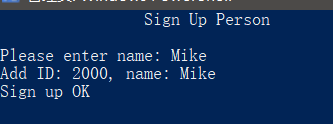 Sign Up Person
Please enter name: Mike
Add ID: 2000, name: Mike
Sign up OK